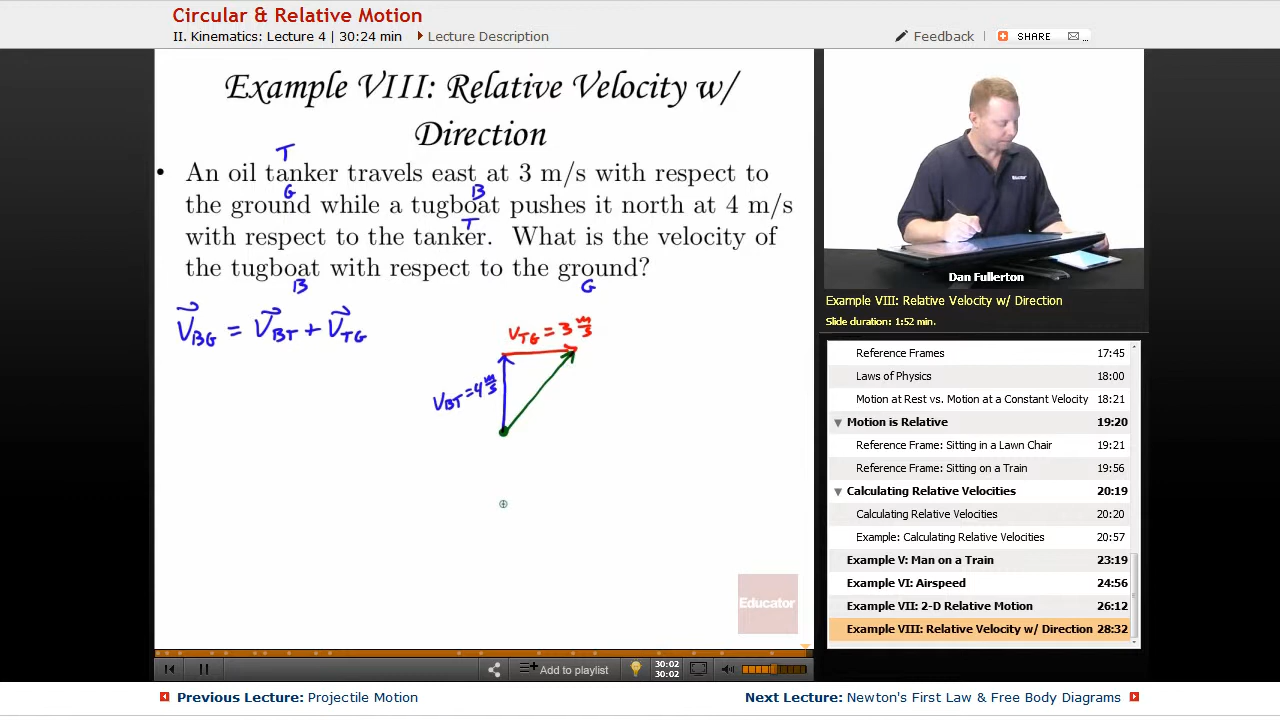 Circular & Relative Motion
II. Kinematics: Lecture 4 | 30:24 min
Lecture Description
Feedback
SHARE
Example VIII: Relative Velocity w/
Direction
T
• An oil tanker travels east at 3 m/s with respect to
G B
the ground while a tugboat pushes it north at 4 m/s
T
with respect to the tanker. What is the velocity of
the tugboat with respect to the ground?
B G
V_BG = V_BT + V_TG
V_TG = 3 m/s
V_BT = 4 m/s
Educator
Dan Fullerton
Example VIII: Relative Velocity w/ Direction
Slide duration: 1:52 min.
Reference Frames 17:45
Laws of Physics 18:00
Motion at Rest vs. Motion at a Constant Velocity 18:21
Motion is Relative 19:20
Reference Frame: Sitting in a Lawn Chair 19:21
Reference Frame: Sitting on a Train 19:56
Calculating Relative Velocities 20:19
Calculating Relative Velocities 20:20
Example: Calculating Relative Velocities 20:57
Example V: Man on a Train 23:19
Example VI: Airspeed 24:56
Example VII: 2-D Relative Motion 26:12
Example VIII: Relative Velocity w/ Direction 28:32
Add to playlist
30:02
30:02
Previous Lecture: Projectile Motion
Next Lecture: Newton's First Law & Free Body Diagrams